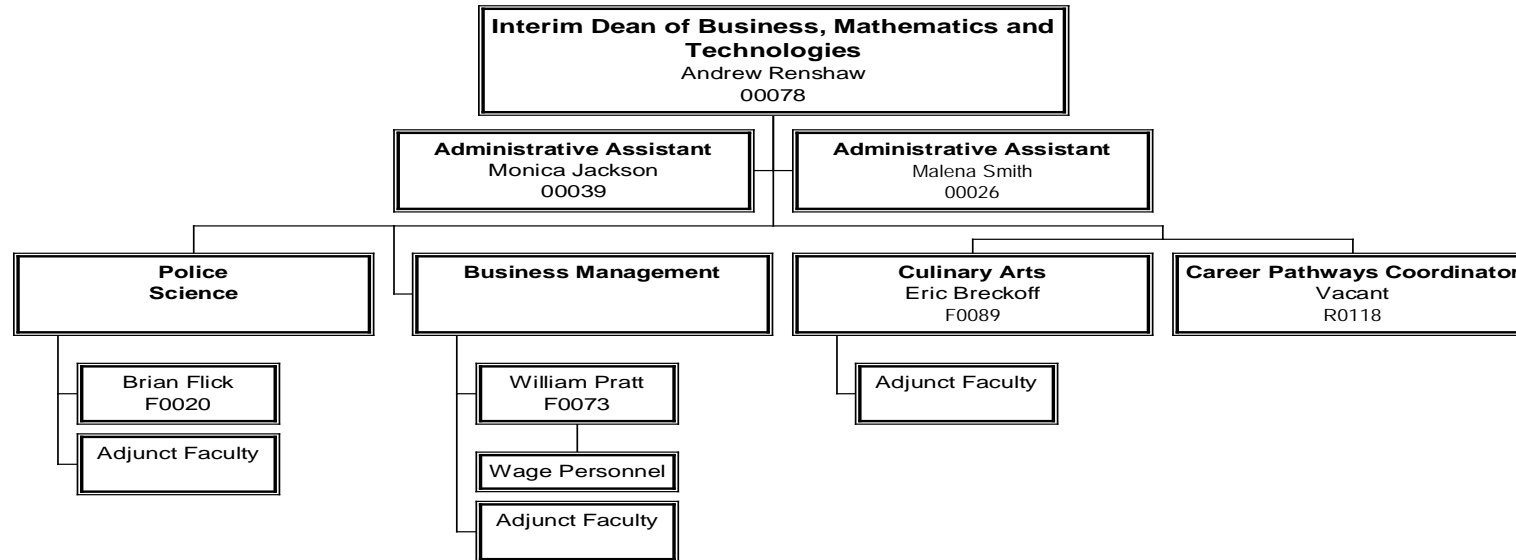 Interim Dean of Business, Mathematics and
Technologies
Andrew Renshaw
00078
Administrative Assistant
Monica Jackson
00039
Administrative Assistant
Malena Smith
00026
Police
Science
Business Management
Culinary Arts
Eric Breckoff
F0089
Career Pathways Coordinator
Vacant
R0118
Brian Flick
F0020
Adjunct Faculty
William Pratt
F0073
Wage Personnel
Adjunct Faculty
Adjunct Faculty